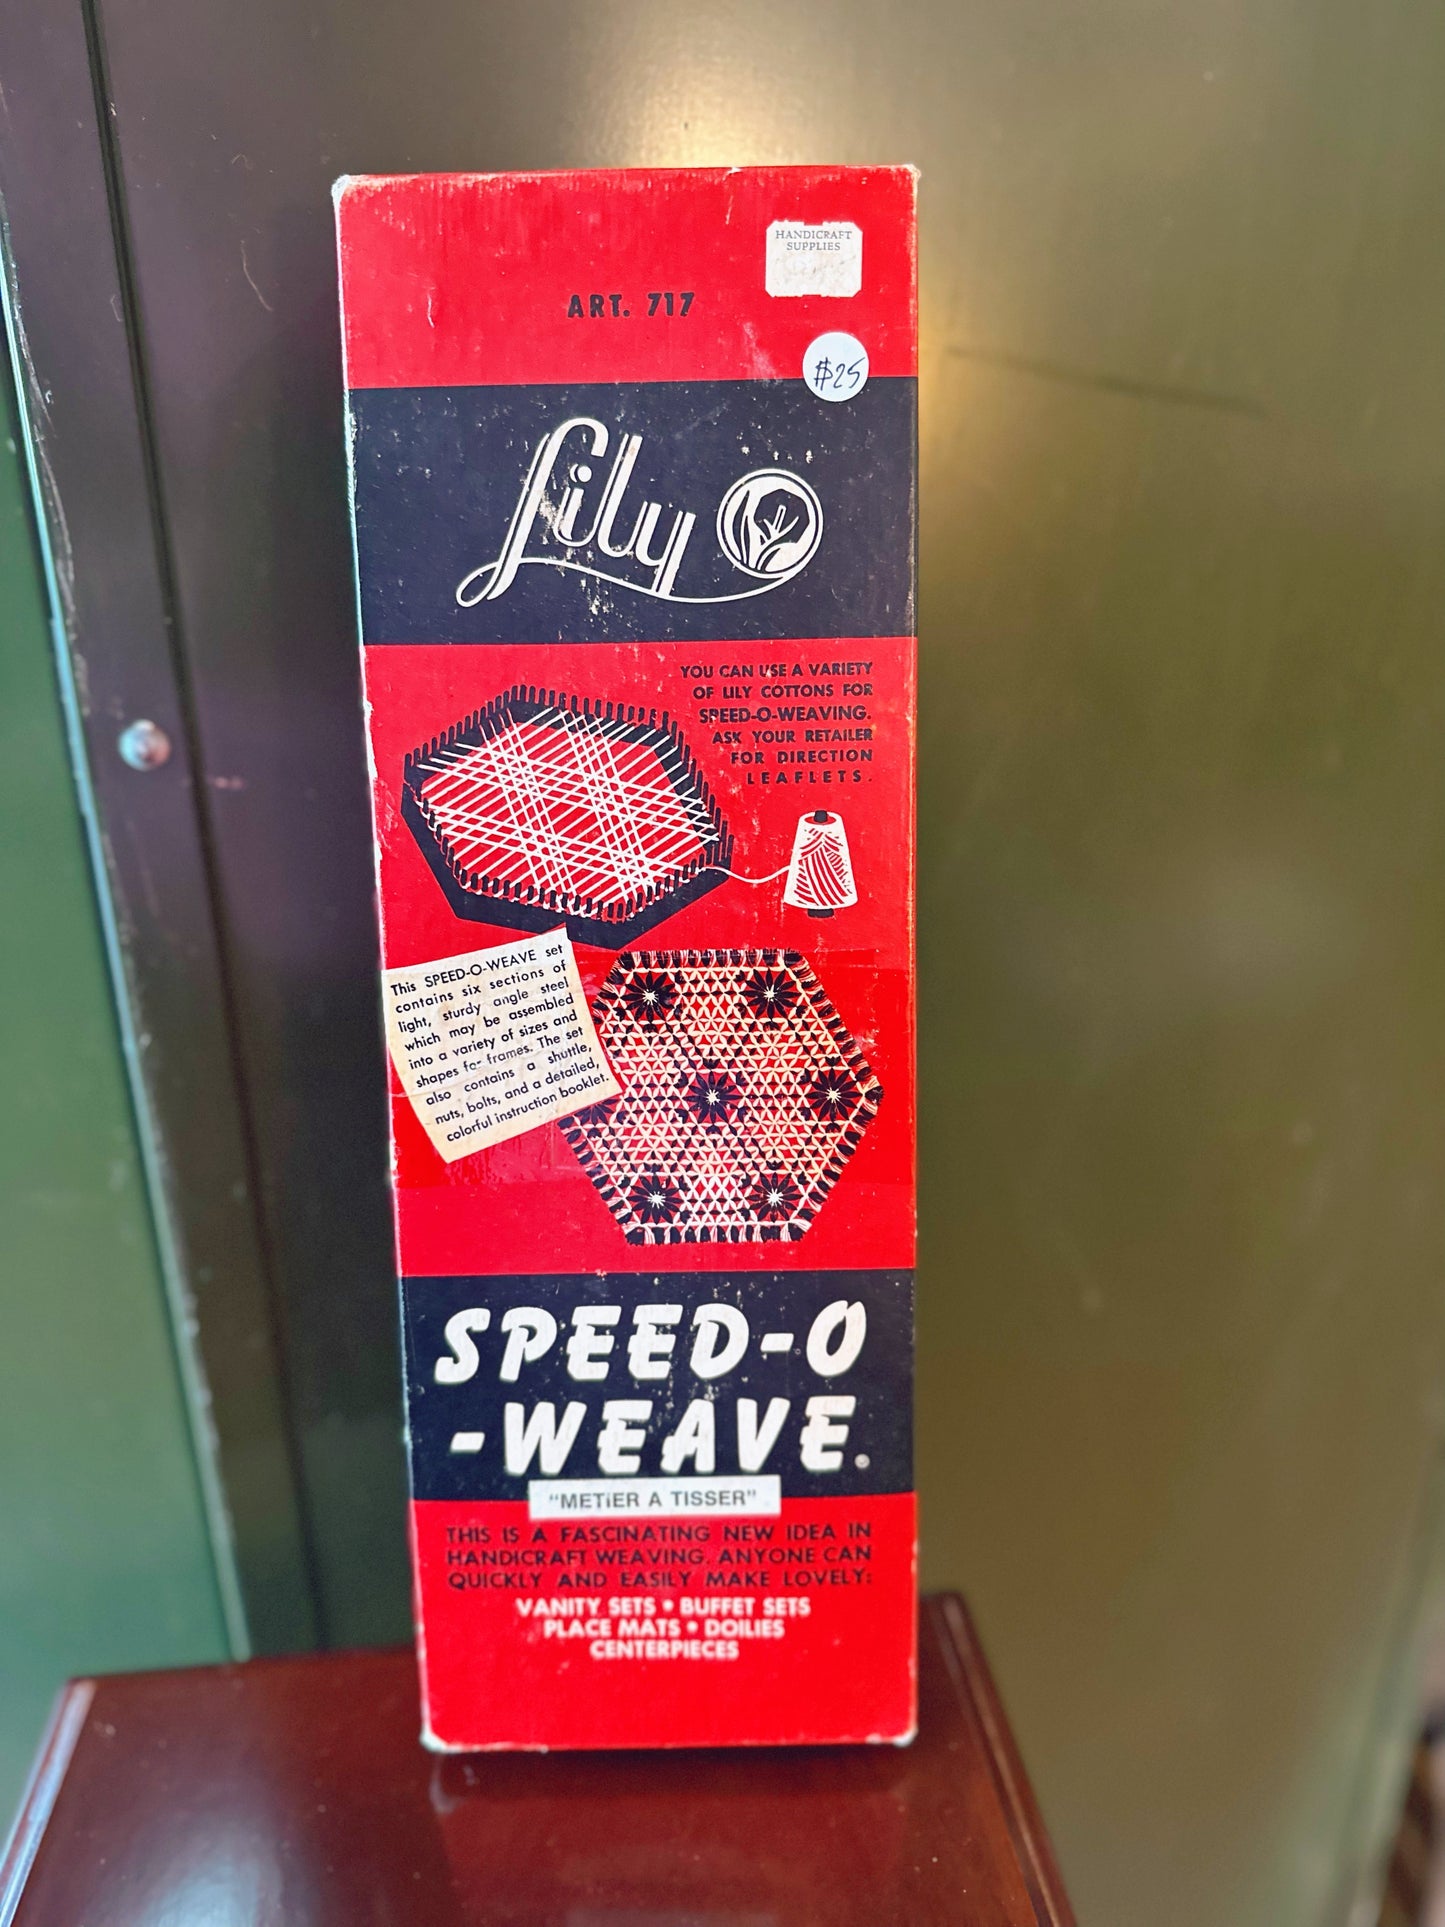 HANDICRAFT
SUPPLIES
ART. 717
$25
Lily
YOU CAN USE A VARIETY
OF LILY COTTONS FOR
SPEED-O-WEAVING.
ASK YOUR RETAILER
FOR DIRECTION
LEAFLETS.
This SPEED-O-WEAVE set
contains six sections of
light, sturdy angle steel
which may be assembled
into a variety of sizes and
shapes for frames. The set
also contains a shuttle,
nuts, bolts, and a detailed,
colorful instruction booklet.
SPEED-O
-WEAVE®
"METiER A TISSER"
THIS IS A FASCINATING NEW IDEA IN
HANDICRAFT WEAVING. ANYONE CAN
QUICKLY AND EASILY MAKE LOVELY:
VANITY SETS • BUFFET SETS
PLACE MATS • DOILIES
CENTERPIECES